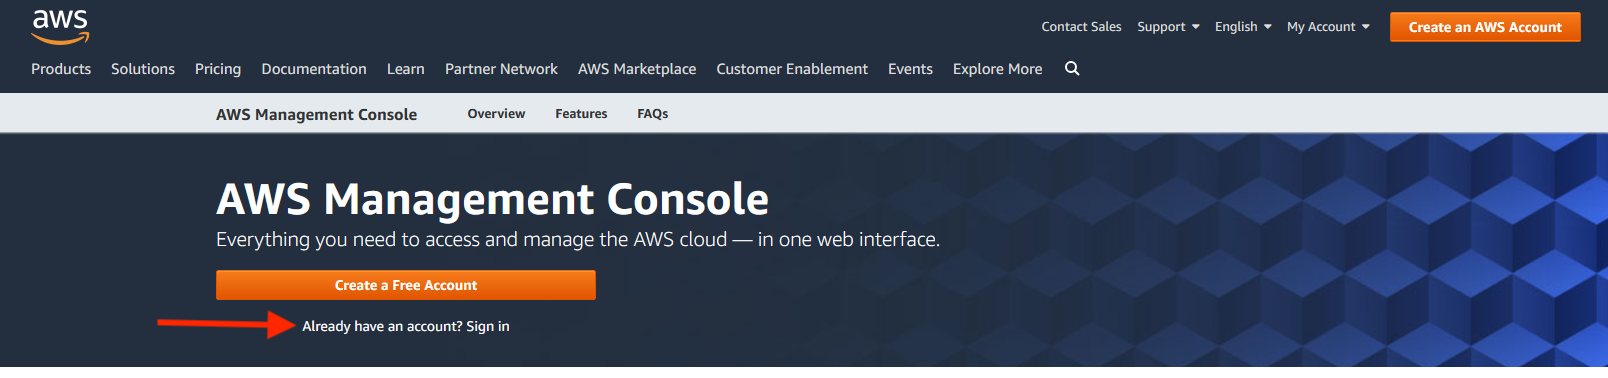 aws
Contact Sales Support English My Account Create an AWS Account
Products Solutions Pricing Documentation Learn Partner Network AWS Marketplace Customer Enablement Events Explore More
AWS Management Console Overview Features FAQs
AWS Management Console
Everything you need to access and manage the AWS cloud — in one web interface.
Create a Free Account
Already have an account? Sign in